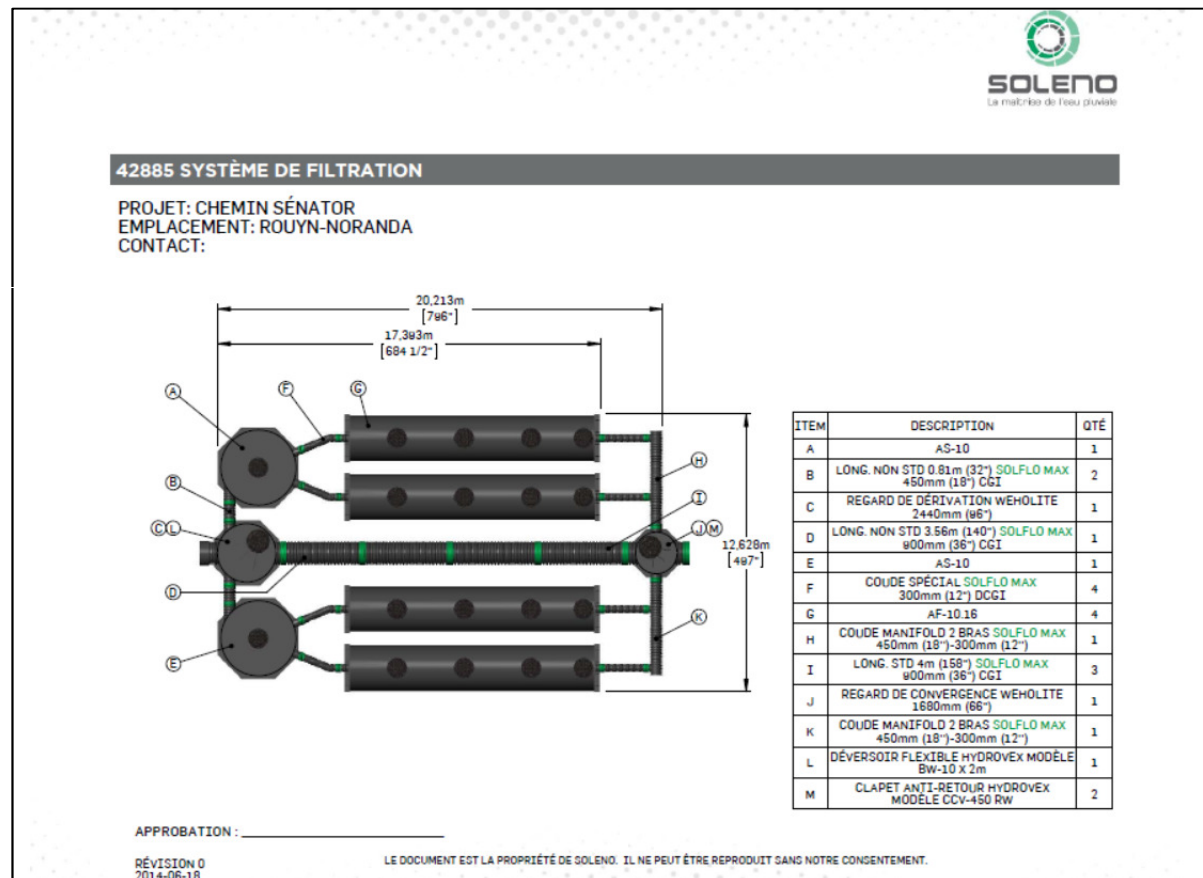 SOLENO
La maîtrise de l'eau pluviale
42885 SYSTÈME DE FILTRATION
PROJET: CHEMIN SÉNATOR
EMPLACEMENT: ROUYN-NORANDA
CONTACT:
20,213m
[796"]
17,393m
[684 1/2"]
A
F
G
B
H
C L
I
J M
12,628m
[497"]
D
K
E
ITEM DESCRIPTION QTÉ
A AS-10 1
B LONG. NON STD 0.81m (32") SOLFLO MAX 2
450mm (18") CGI
C REGARD DE DÉRIVATION WEHOLITE 1
2440mm (96")
D LONG. NON STD 3.56m (140") SOLFLO MAX 1
900mm (36") CGI
E AS-10 1
F COUDE SPÉCIAL SOLFLO MAX 4
300mm (12") DCGI
G AF-10.16 4
H COUDE MANIFOLD 2 BRAS SOLFLO MAX 1
450mm (18")-300mm (12")
I LONG. STD 4m (158") SOLFLO MAX 3
900mm (36") CGI
J REGARD DE CONVERGENCE WEHOLITE 1
1680mm (66")
K COUDE MANIFOLD 2 BRAS SOLFLO MAX 1
450mm (18")-300mm (12")
L DÉVERSOIR FLEXIBLE HYDROVEX MODÈLE 1
BW-10 X 2m
M CLAPET ANTI-RETOUR HYDROVEX 2
MODÈLE CCV-450 RW
APPROBATION :
RÉVISION 0
2014-06-18
LE DOCUMENT EST LA PROPRIÉTÉ DE SOLENO. IL NE PEUT ÊTRE REPRODUIT SANS NOTRE CONSENTEMENT.